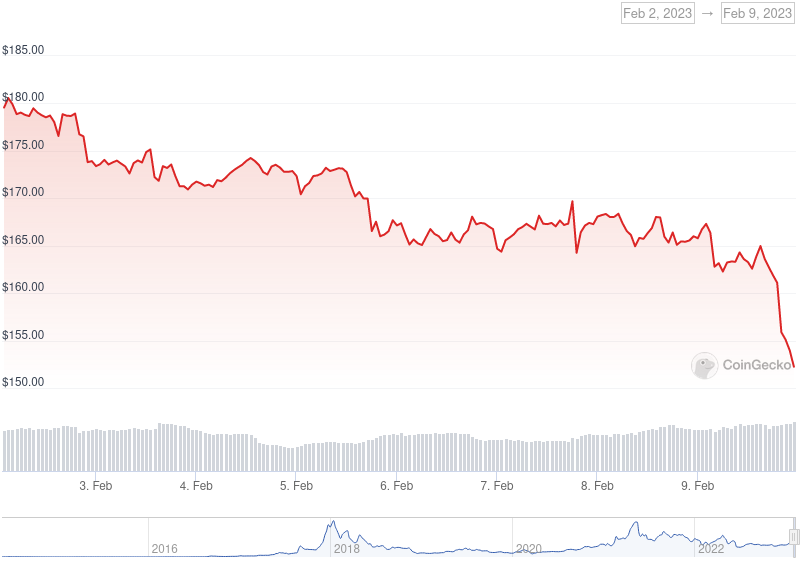 Feb 2, 2023 → Feb 9, 2023
$185.00
$180.00
$175.00
$170.00
$165.00
$160.00
$155.00
$150.00
CoinGecko
3. Feb 4. Feb 5. Feb 6. Feb 7. Feb 8. Feb 9. Feb
2016 2018 2020 2022